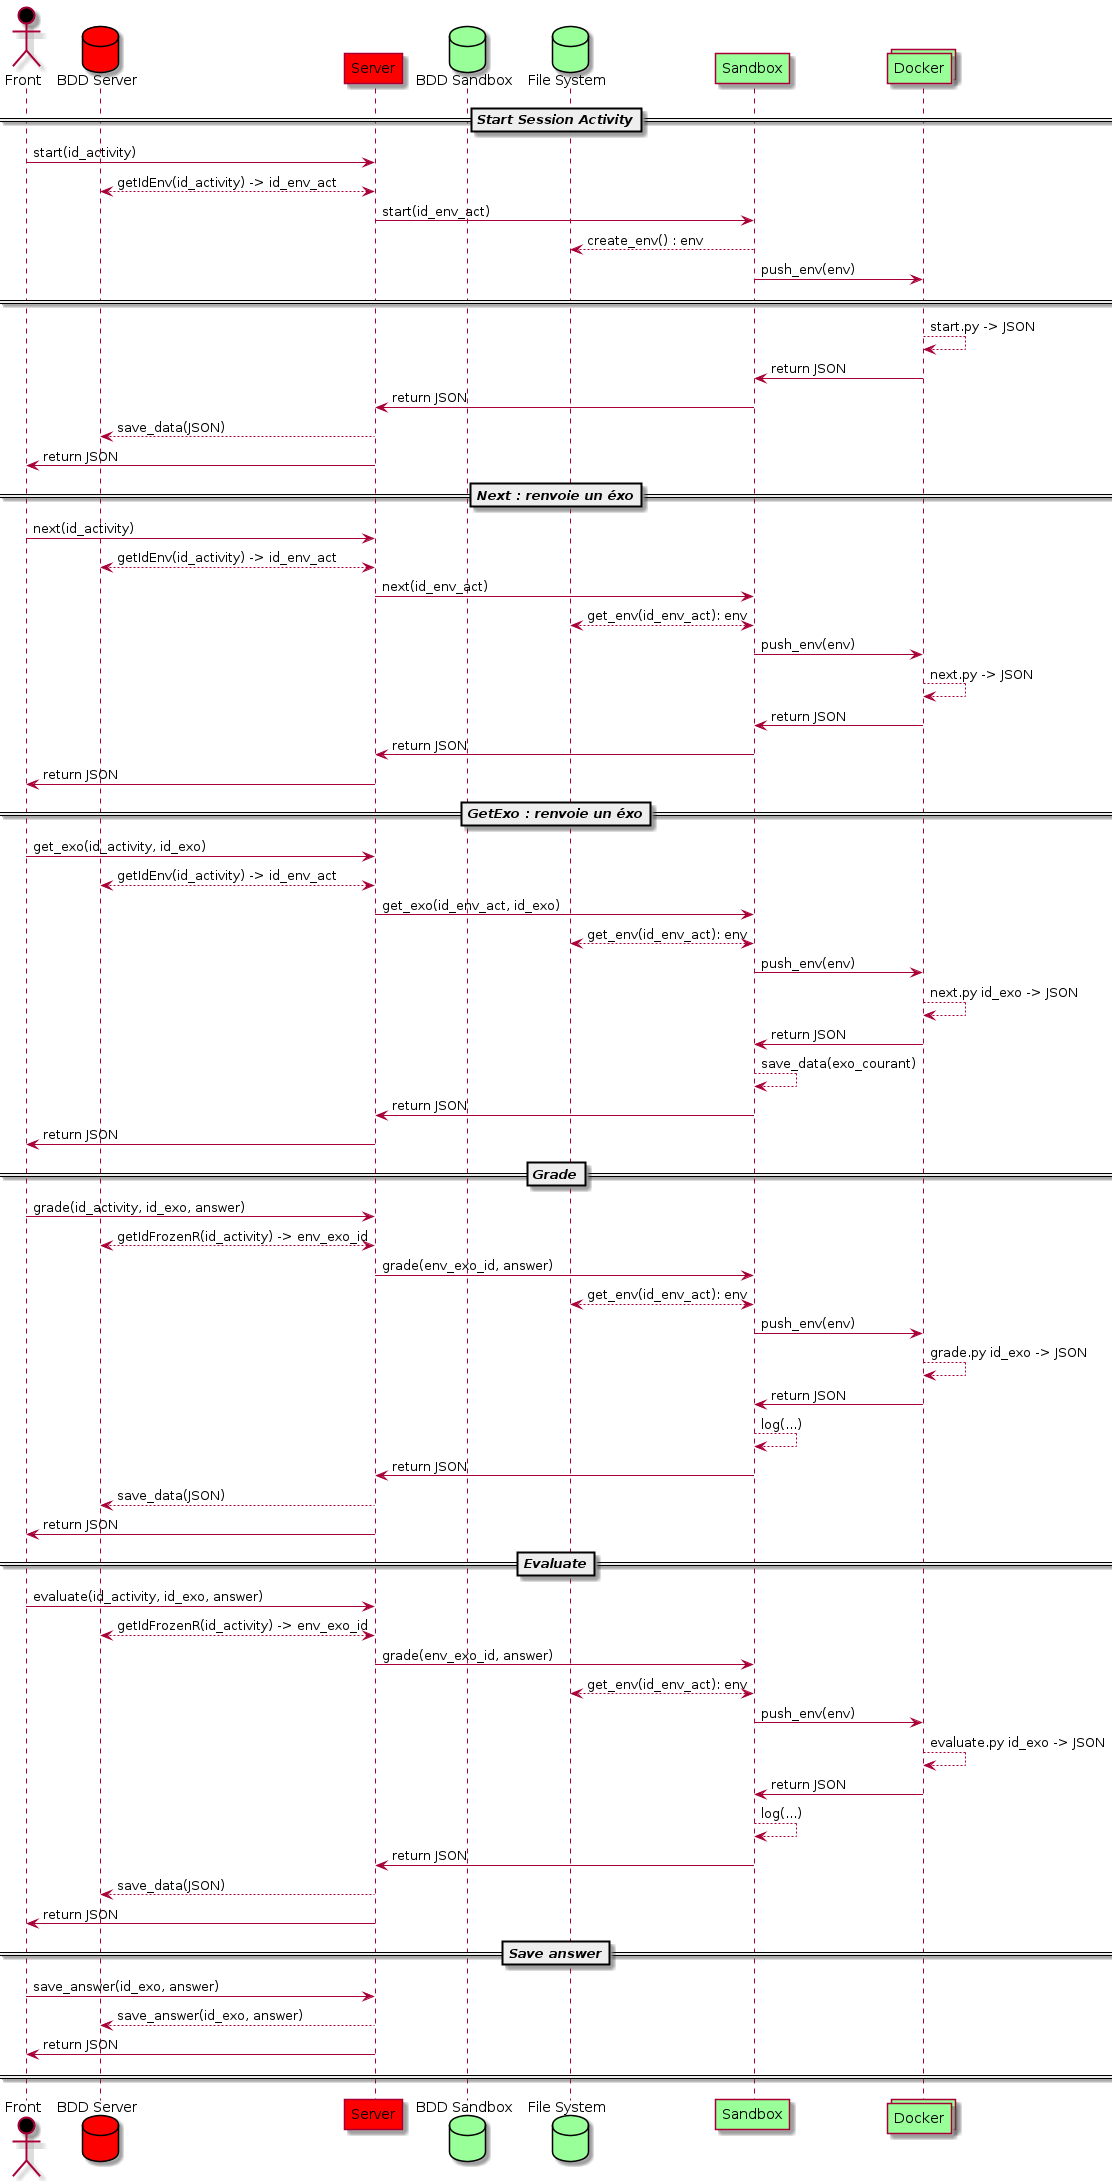 Front
BDD Server
Server
BDD Sandbox
File System
Sandbox
Docker
Start Session Activity
start(id_activity)
getIdEnv(id_activity) -> id_env_act
start(id_env_act)
create_env() : env
push_env(env)
start.py -> JSON
return JSON
return JSON
save_data(JSON)
return JSON
Next : renvoie un éxo
next(id_activity)
getIdEnv(id_activity) -> id_env_act
next(id_env_act)
get_env(id_env_act): env
push_env(env)
next.py -> JSON
return JSON
return JSON
return JSON
GetExo : renvoie un éxo
get_exo(id_activity, id_exo)
getIdEnv(id_activity) -> id_env_act
get_exo(id_env_act, id_exo)
get_env(id_env_act): env
push_env(env)
next.py id_exo -> JSON
return JSON
save_data(exo_courant)
return JSON
return JSON
Grade
grade(id_activity, id_exo, answer)
getIdFrozenR(id_activity) -> env_exo_id
grade(env_exo_id, answer)
get_env(id_env_act): env
push_env(env)
grade.py id_exo -> JSON
return JSON
log(...)
return JSON
save_data(JSON)
return JSON
Evaluate
evaluate(id_activity, id_exo, answer)
getIdFrozenR(id_activity) -> env_exo_id
grade(env_exo_id, answer)
get_env(id_env_act): env
push_env(env)
evaluate.py id_exo -> JSON
return JSON
log(...)
return JSON
save_data(JSON)
return JSON
Save answer
save_answer(id_exo, answer)
save_answer(id_exo, answer)
return JSON
Front
BDD Server
Server
BDD Sandbox
File System
Sandbox
Docker